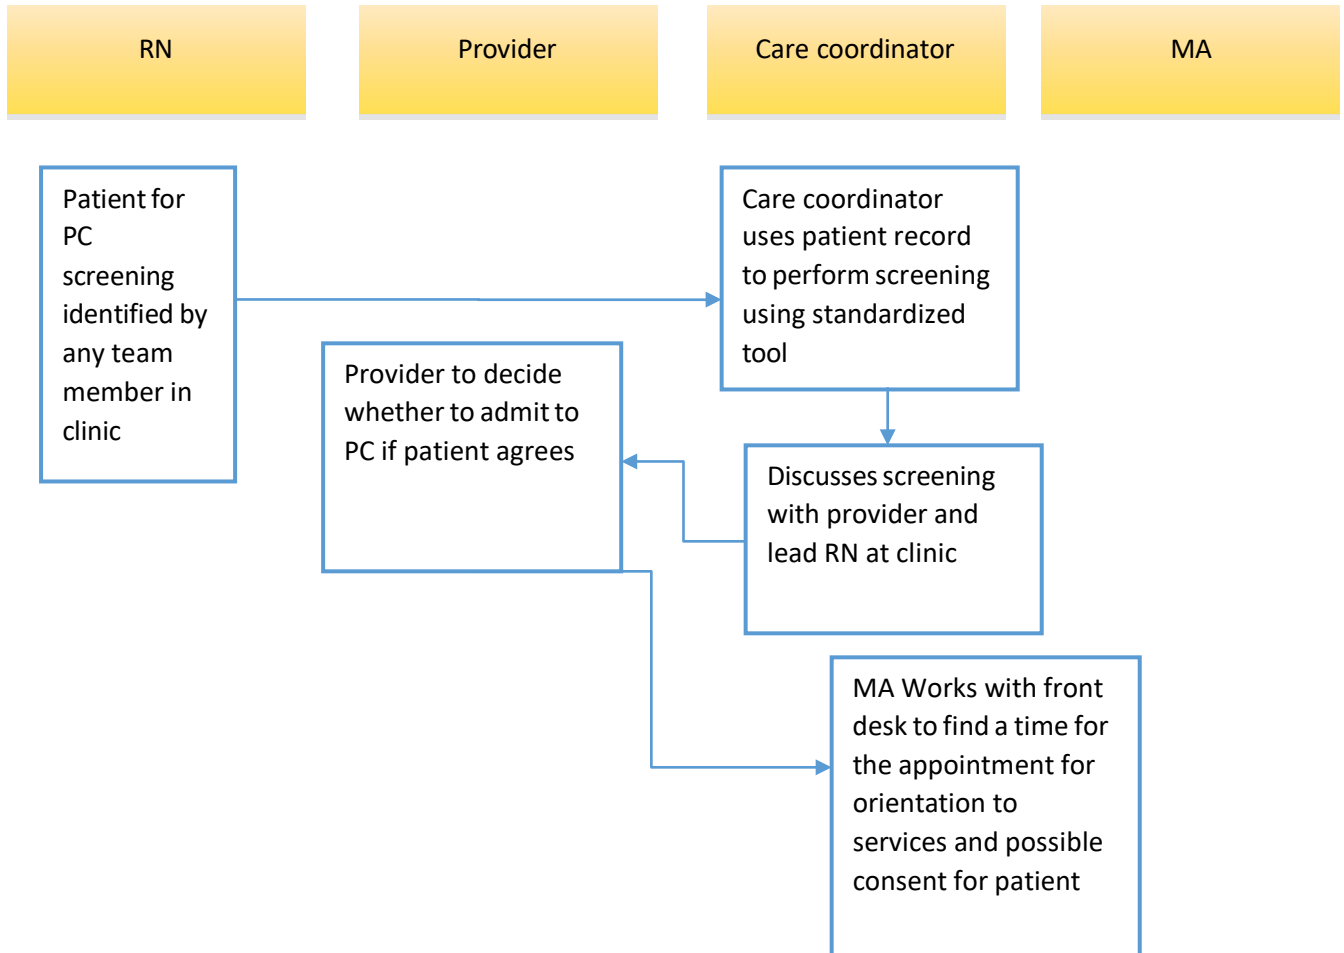 RN
Provider
Care coordinator
MA
Patient for
PC
screening
identified by
any team
member in
clinic
Care coordinator
uses patient record
to perform screening
using standardized
tool
Provider to decide
whether to admit to
PC if patient agrees
Discusses screening
with provider and
lead RN at clinic
MA Works with front
desk to find a time for
the appointment for
orientation to
services and possible
consent for patient